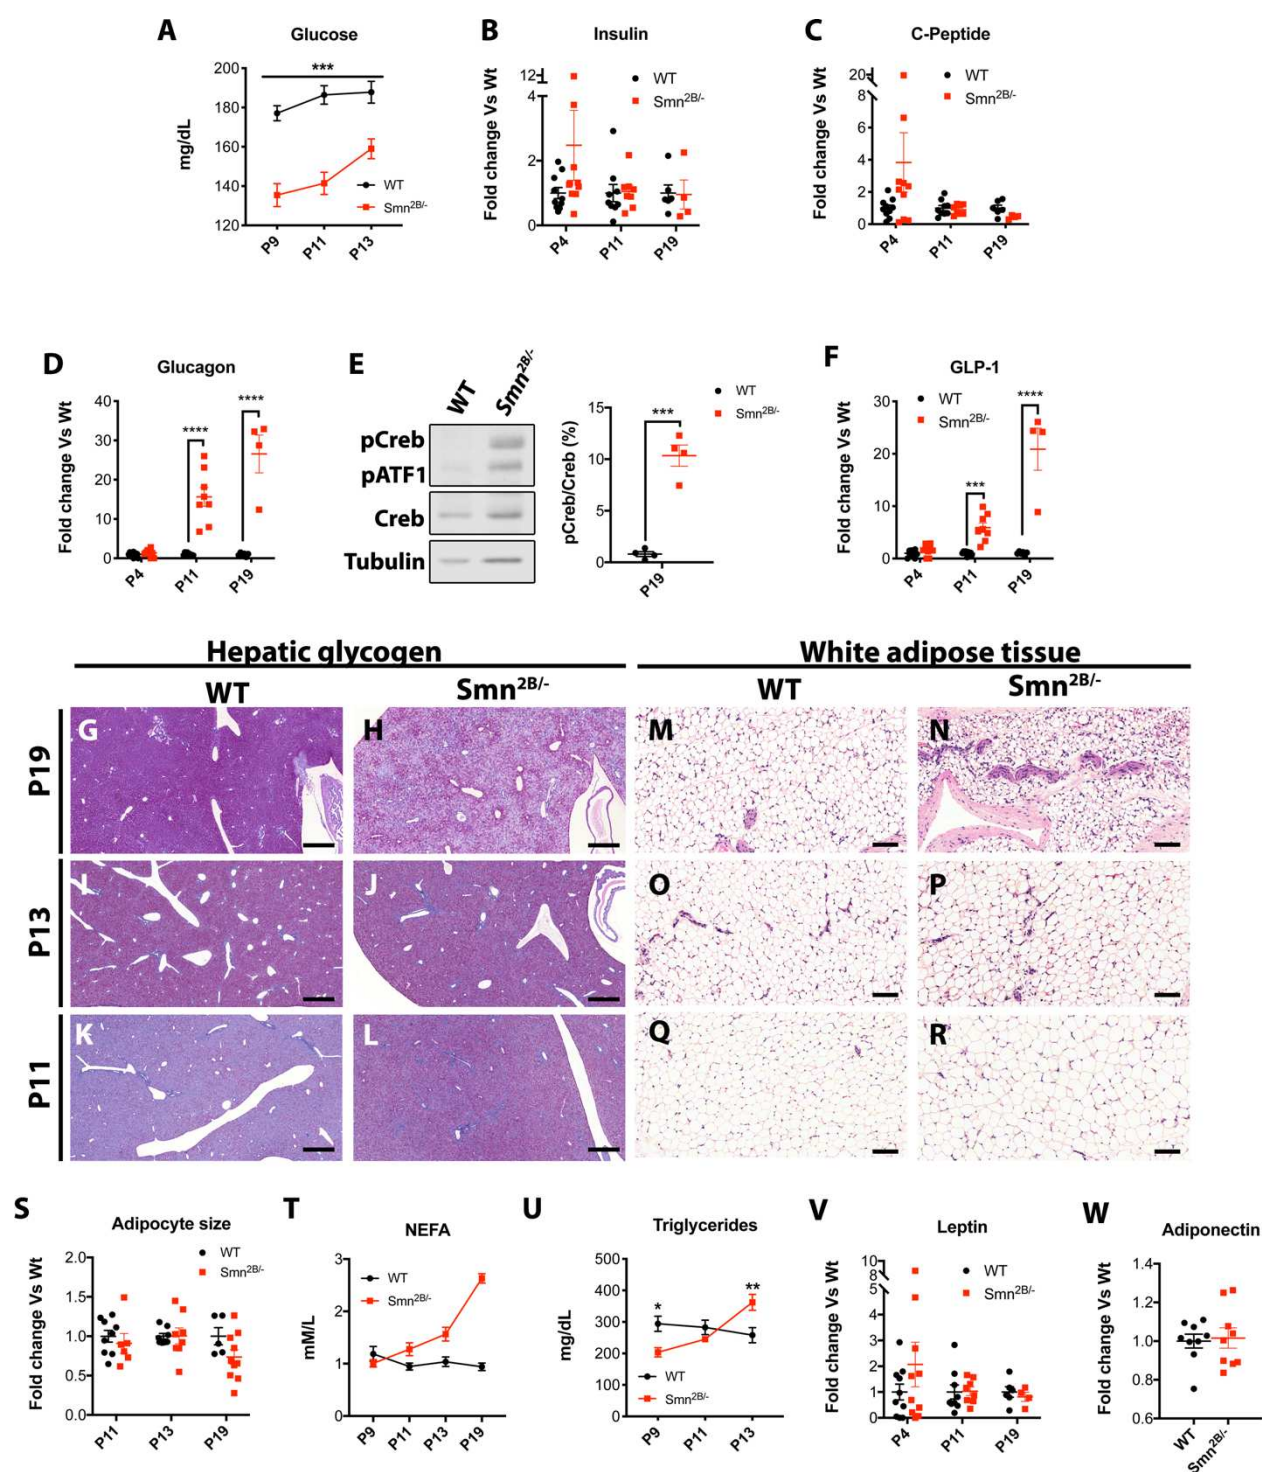 A
Glucose
***
mg/dL
200
180
160
140
120
WT
Smn2B/-
P9
P11
P13
B
Insulin
Fold change Vs Wt
12
4
2
0
WT
Smn2B/-
P4
P11
P19
C
C-Peptide
Fold change Vs Wt
20
8
6
4
2
0
WT
Smn2B/-
P4
P11
P19
D
Glucagon
Fold change Vs Wt
40
30
20
10
0
****
****
P4
P11
P19
E
WT
Smn2B/-
pCreb
pATF1
Creb
Tubulin
pCreb/Creb (%)
15
10
5
0
***
WT
Smn2B/-
P19
F
GLP-1
Fold change Vs Wt
30
20
10
0
WT
Smn2B/-
***
****
P4
P11
P19
Hepatic glycogen
White adipose tissue
WT
Smn2B/-
WT
Smn2B/-
P19
G
H
M
N
P13
I
J
O
P
P11
K
L
Q
R
S
Adipocyte size
Fold change Vs Wt
2.0
1.5
1.0
0.5
0.0
WT
Smn2B/-
P11
P13
P19
T
NEFA
mM/L
3
2
1
0
WT
Smn2B/-
P9
P11
P13
P19
U
Triglycerides
mg/dL
500
400
300
200
100
0
*
**
WT
Smn2B/-
P9
P11
P13
V
Leptin
Fold change Vs Wt
10
8
5
4
3
2
1
0
WT
Smn2B/-
P4
P11
P19
W
Adiponectin
Fold change Vs Wt
1.4
1.2
1.0
0.8
0.6
WT
Smn2B/-